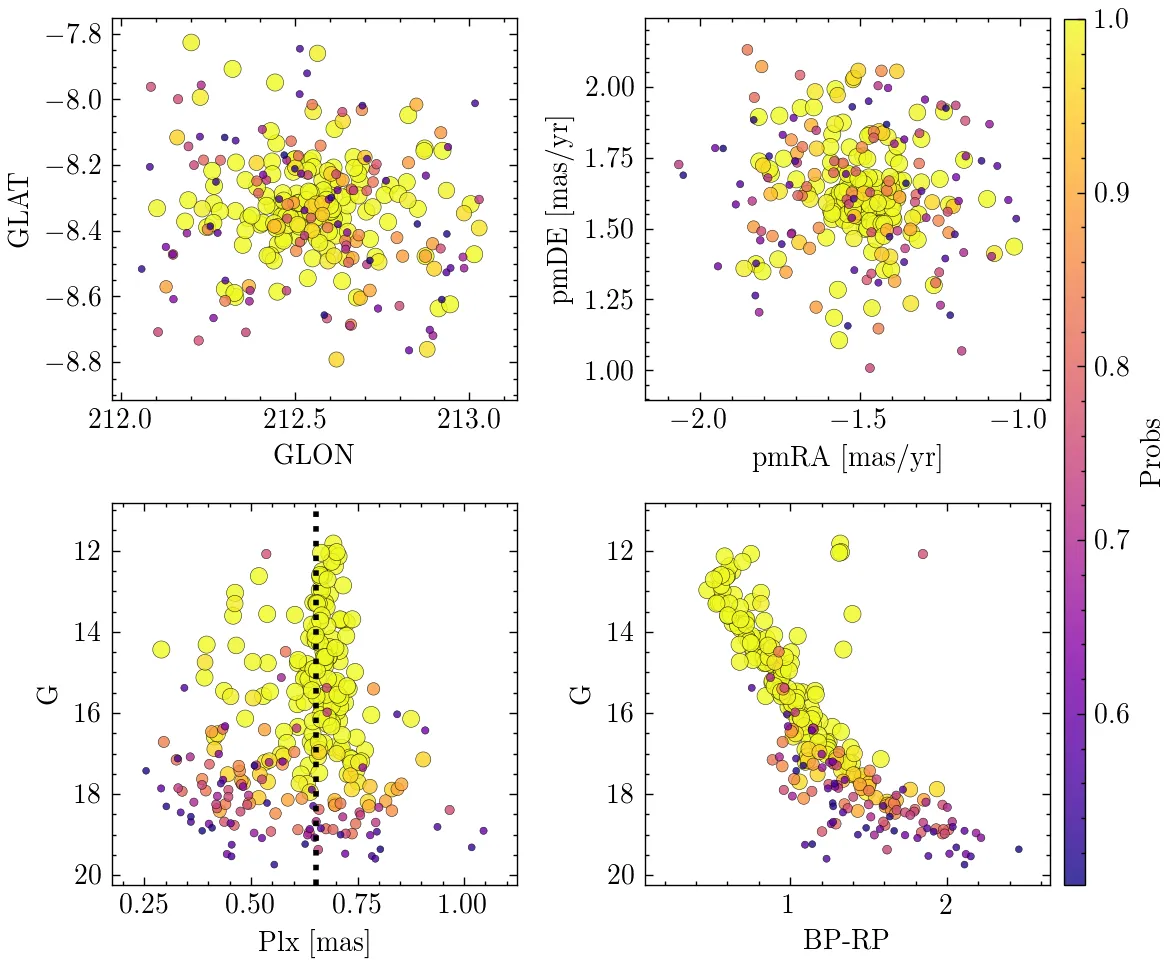 −7.8
−8.0
−8.2
−8.4
−8.6
−8.8
GLAT
212.0 212.5 213.0
GLON
2.00
1.75
1.50
1.25
1.00
pmDE [mas/yr]
−2.0 −1.5 −1.0
pmRA [mas/yr]
12
14
16
18
20
G
0.25 0.50 0.75 1.00
Plx [mas]
12
14
16
18
20
G
1 2
BP-RP
1.0
0.9
0.8
0.7
0.6
Probs